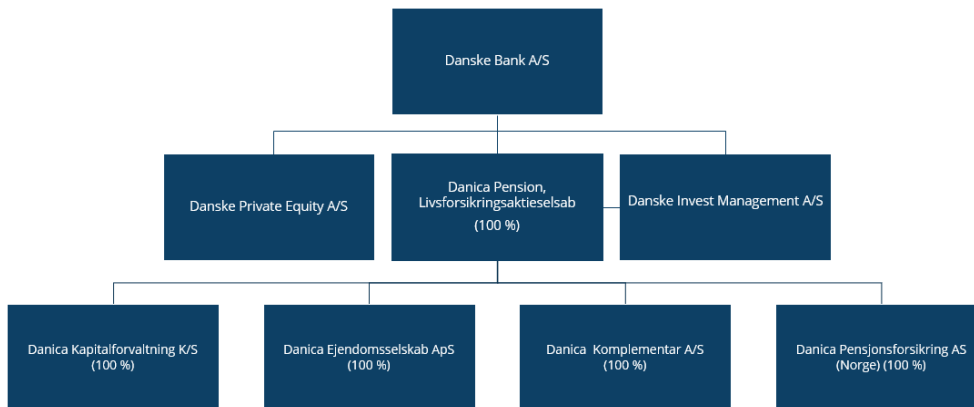 Danske Bank A/S
Danske Private Equity A/S
Danica Pension,
Livsforsikringsaktieselsab
(100 %)
Danske Invest Management A/S
Danica Kapitalforvaltning K/S
(100 %)
Danica Ejendomsselskab ApS
(100 %)
Danica Komplementar A/S
(100 %)
Danica Pensjonsforsikring AS
(Norge) (100 %)